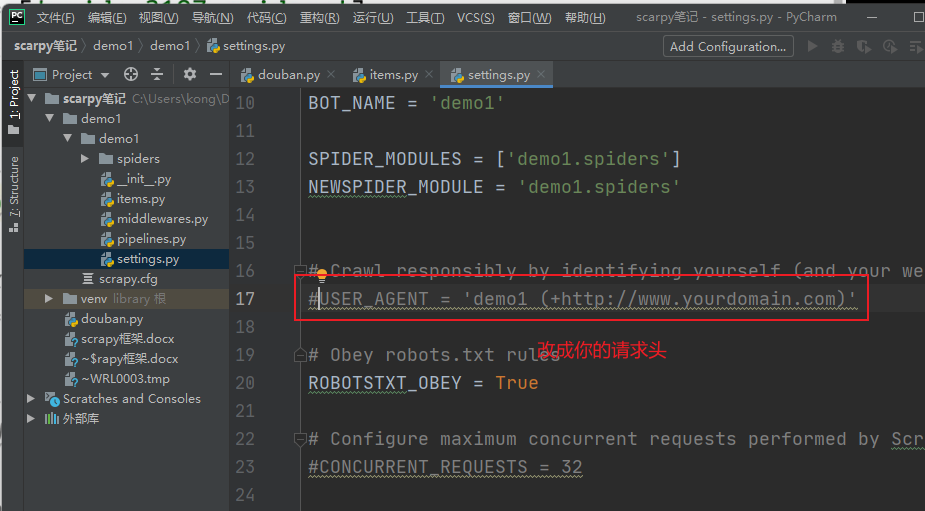 PC 文件(F) 编辑(E) 视图(V) 导航(N) 代码(C) 重构(R) 运行(U) 工具(T) VCS(S) 窗口(W) 帮助(H) scarpy笔记 - settings.py - PyCharm
scarpy笔记 demo1 demo1 settings.py Add Configuration...
1: Project
7: Structure
Project
douban.py items.py settings.py
scarpy笔记 C:\Users\kong\D
demo1
demo1
spiders
__init__.py
items.py
middlewares.py
pipelines.py
settings.py
scrapy.cfg
venv library 根
douban.py
scrapy框架.docx
~$rapy框架.docx
~WRL0003.tmp
Scratches and Consoles
外部库
10 BOT_NAME = 'demo1'
11
12 SPIDER_MODULES = ['demo1.spiders']
13 NEWSPIDER_MODULE = 'demo1.spiders'
14
15
16 # Crawl responsibly by identifying yourself (and your we
17 #USER_AGENT = 'demo1 (+http://www.yourdomain.com)'
18
19 # Obey robots.txt rules
改成你的请求头
20 ROBOTSTXT_OBEY = True
21
22 # Configure maximum concurrent requests performed by Scr
23 #CONCURRENT_REQUESTS = 32
24